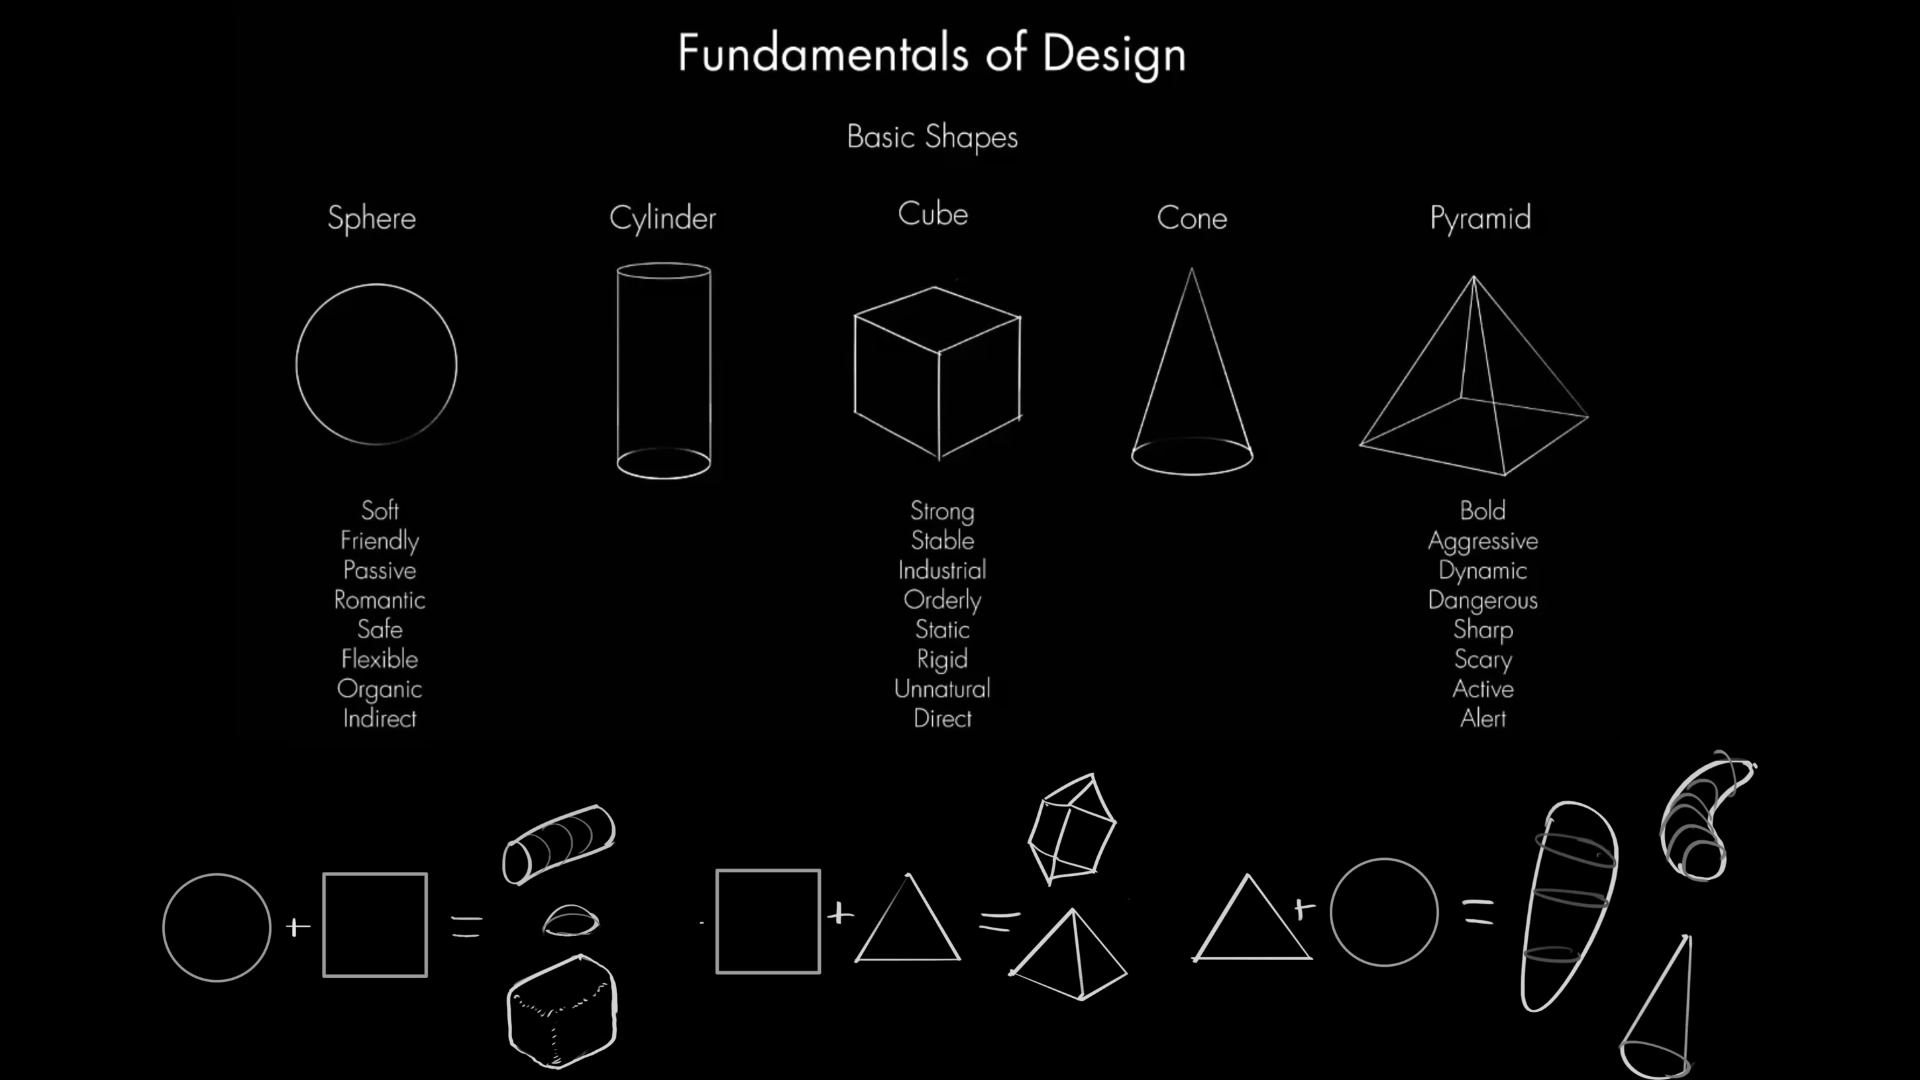 Fundamentals of Design
Basic Shapes
Sphere
Cylinder
Cube
Cone
Pyramid
Soft
Friendly
Passive
Romantic
Safe
Flexible
Organic
Indirect
Strong
Stable
Industrial
Orderly
Static
Rigid
Unnatural
Direct
Bold
Aggressive
Dynamic
Dangerous
Sharp
Scary
Active
Alert
+ =
+ =
+ =